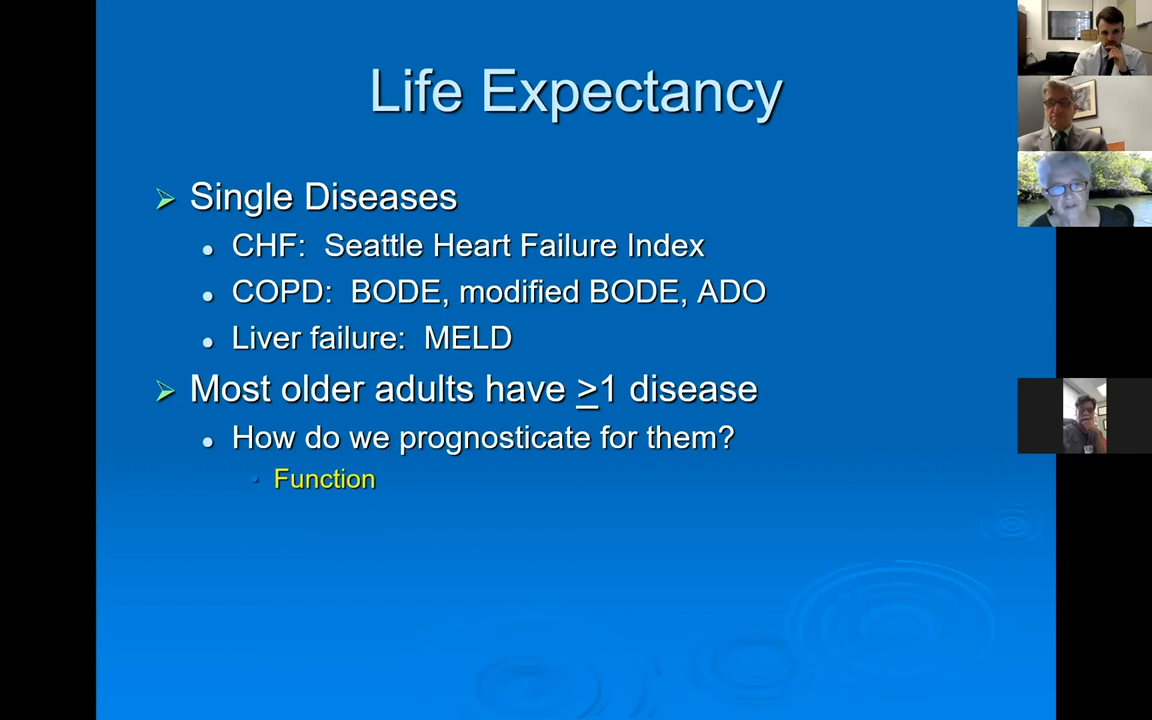 Life Expectancy
Single Diseases
CHF: Seattle Heart Failure Index
COPD: BODE, modified BODE, ADO
Liver failure: MELD
Most older adults have >1 disease
How do we prognosticate for them?
Function